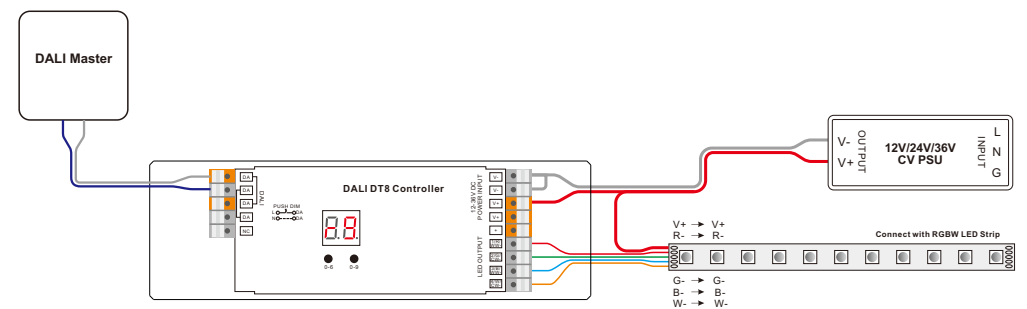 DALI Master
DA
DA
DA
DA
NC
DALI
PUSH DIM
L
DA
N
DA
DALI DT8 Controller
0-6
0-9
12-36V DC
POWER INPUT
LED OUTPUT
V-
V-
V+
V+
+
V-
V+
OUTPUT
12V/24V/36V
CV PSU
INPUT
L
N
G
V+ → V+
R- → R-
Connect with RGBW LED Strip
G- → G-
B- → B-
W- → W-